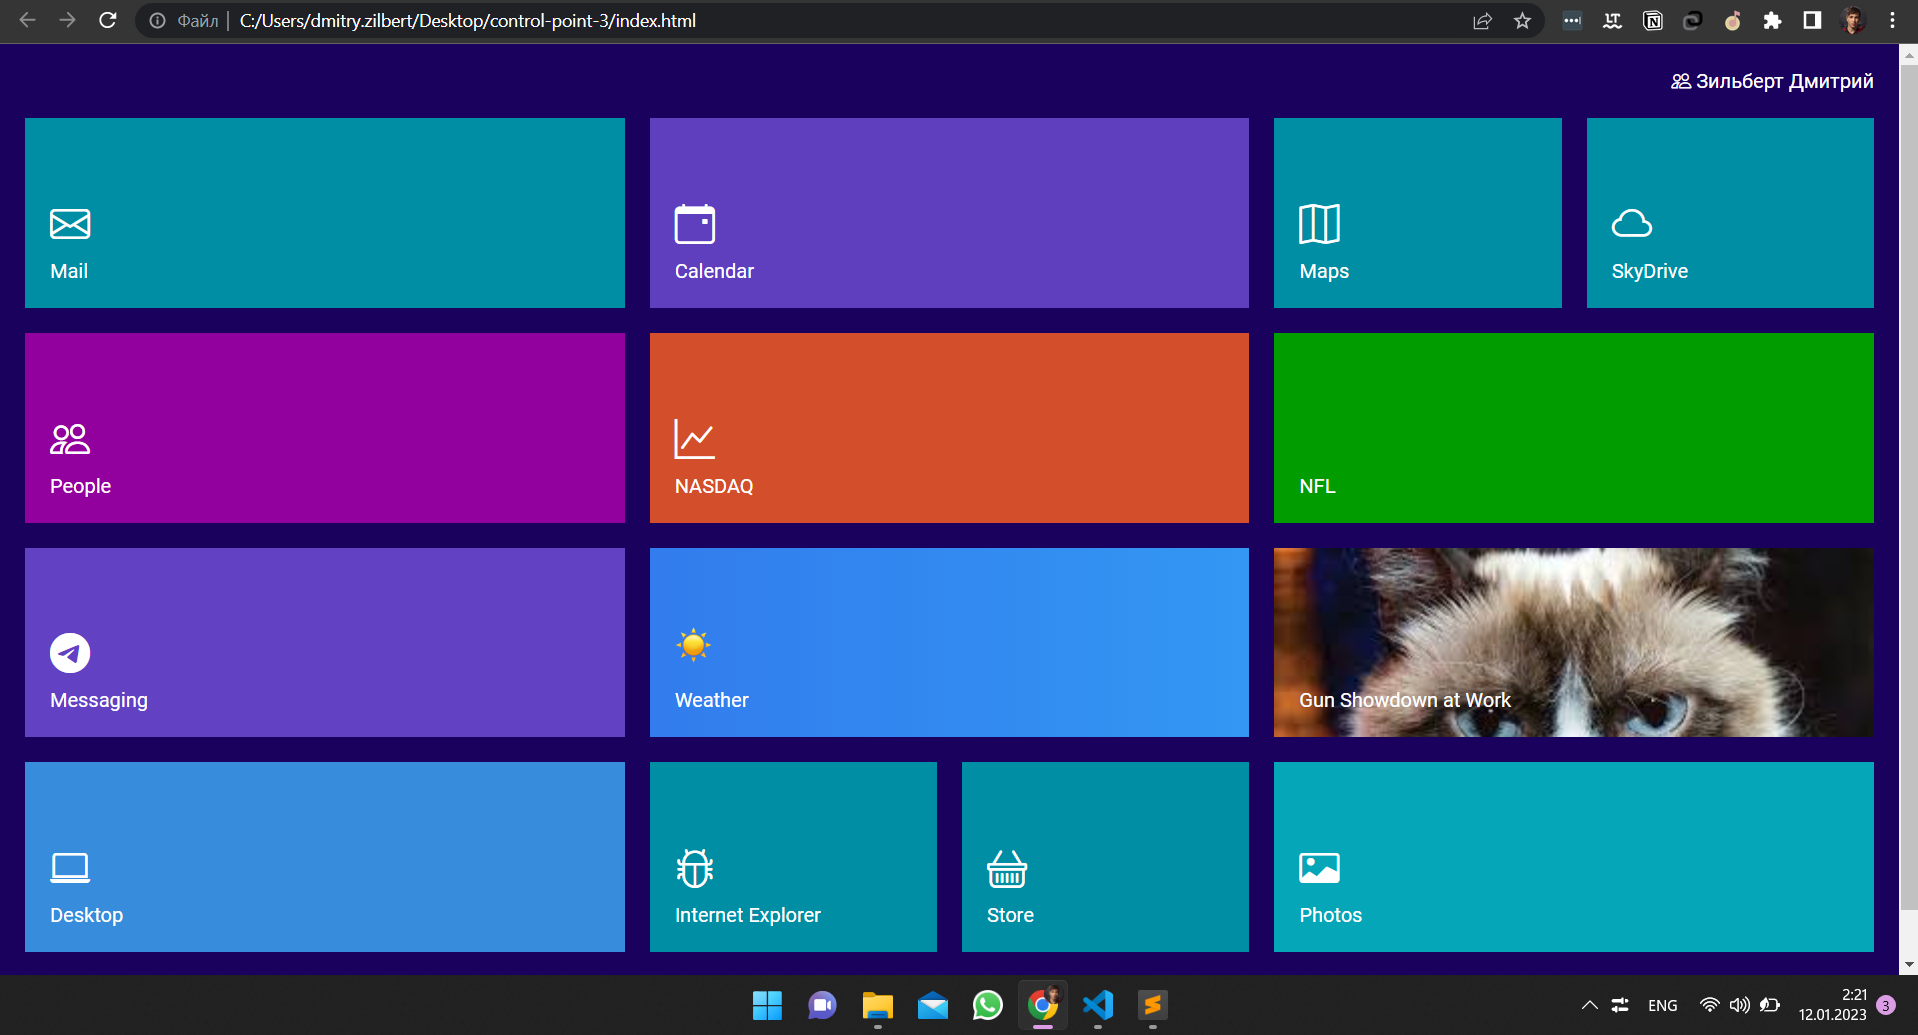 Файл | C:/Users/dmitry.zilbert/Desktop/control-point-3/index.html
Зильберт Дмитрий
Mail
Calendar
Maps
SkyDrive
People
NASDAQ
NFL
Messaging
Weather
Gun Showdown at Work
Desktop
Internet Explorer
Store
Photos
ENG
2:21
12.01.2023
3